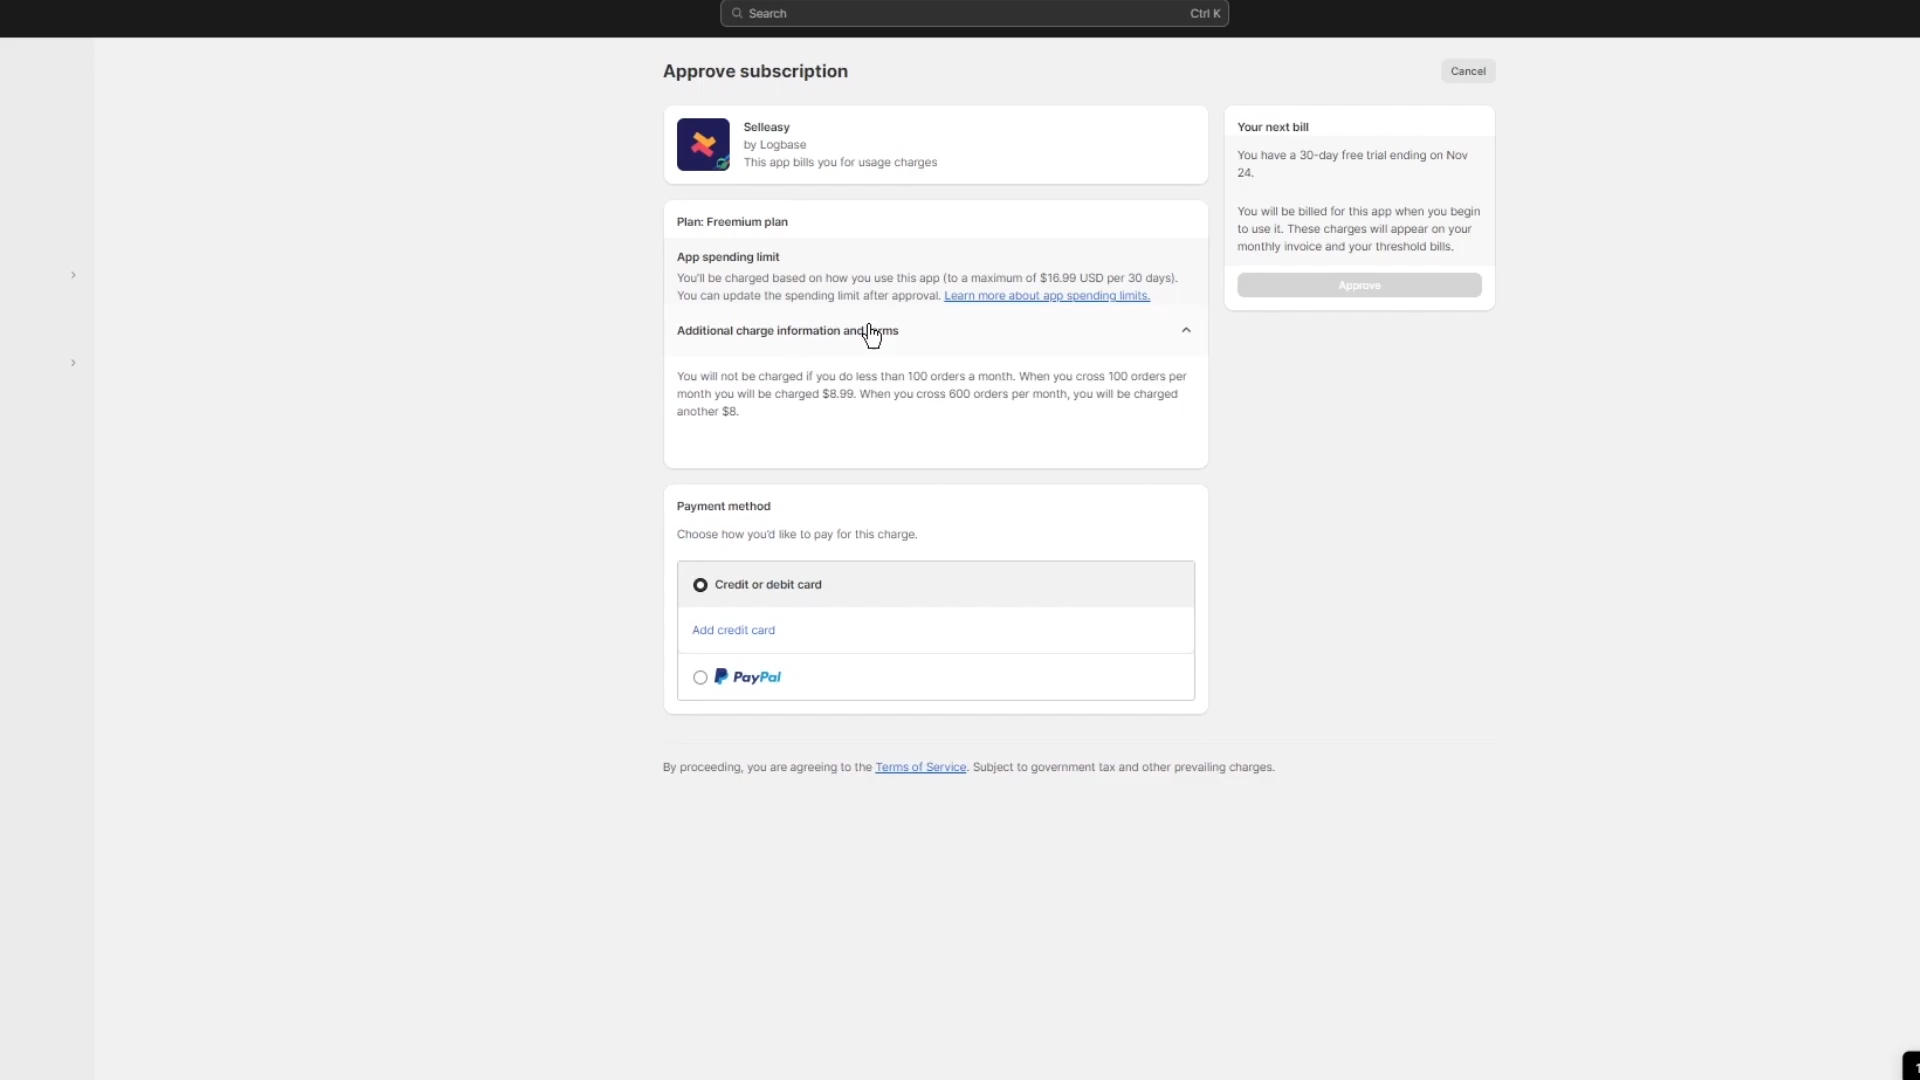 Search
Ctrl K
Approve subscription
Cancel
Selleasy
by Logbase
This app bills you for usage charges
Your next bill
You have a 30-day free trial ending on Nov
24.
You will be billed for this app when you begin
to use it. These charges will appear on your
monthly invoice and your threshold bills.
Approve
Plan: Freemium plan
App spending limit
You'll be charged based on how you use this app (to a maximum of $16.99 USD per 30 days).
You can update the spending limit after approval. Learn more about app spending limits.
Additional charge information and terms
You will not be charged if you do less than 100 orders a month. When you cross 100 orders per
month you will be charged $8.99. When you cross 600 orders per month, you will be charged
another $8.
Payment method
Choose how you'd like to pay for this charge.
Credit or debit card
Add credit card
PayPal
By proceeding, you are agreeing to the Terms of Service. Subject to government tax and other prevailing charges.